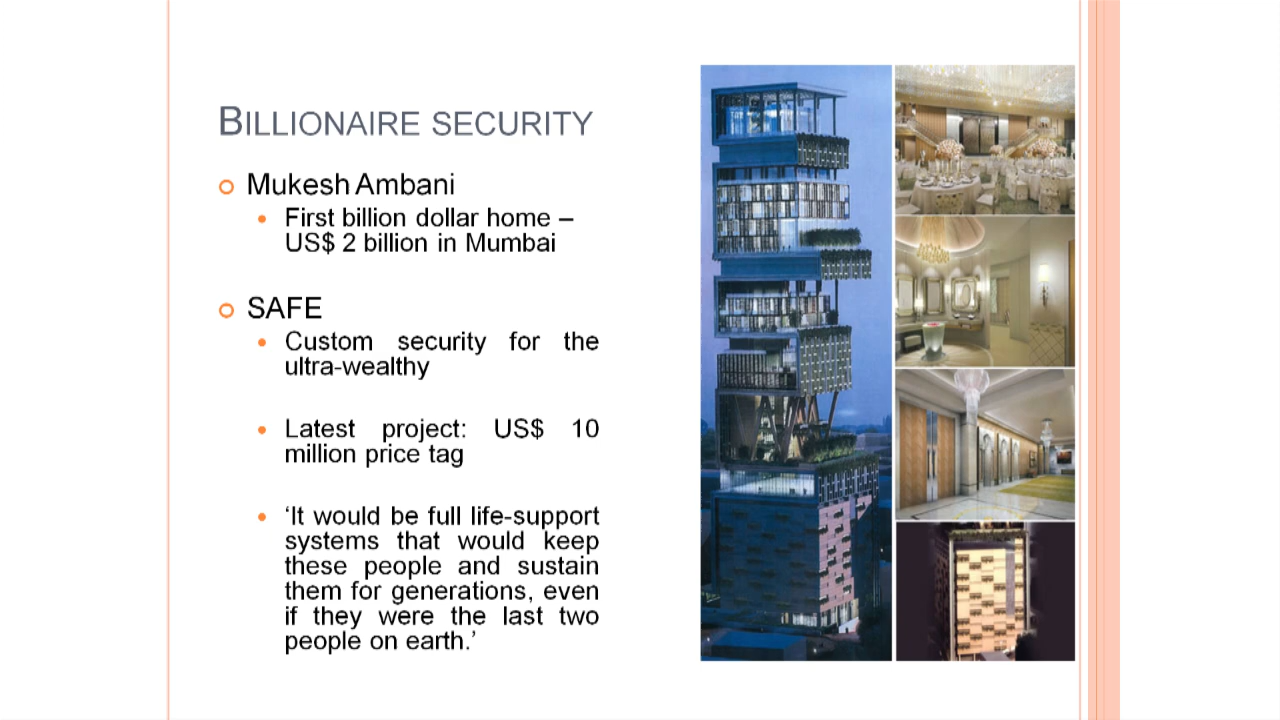 BILLIONAIRE SECURITY
Mukesh Ambani
First billion dollar home –
US$ 2 billion in Mumbai
SAFE
Custom security for the
ultra-wealthy
Latest project: US$ 10
million price tag
‘It would be full life-support
systems that would keep
these people and sustain
them for generations, even
if they were the last two
people on earth.’